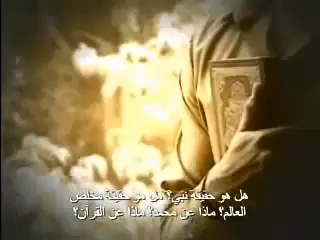 هل هو حقيقة نبي؟ هل هو حقيقة مخلص
العالم؟ ماذا عن محمد؟ ماذا عن القرآن؟